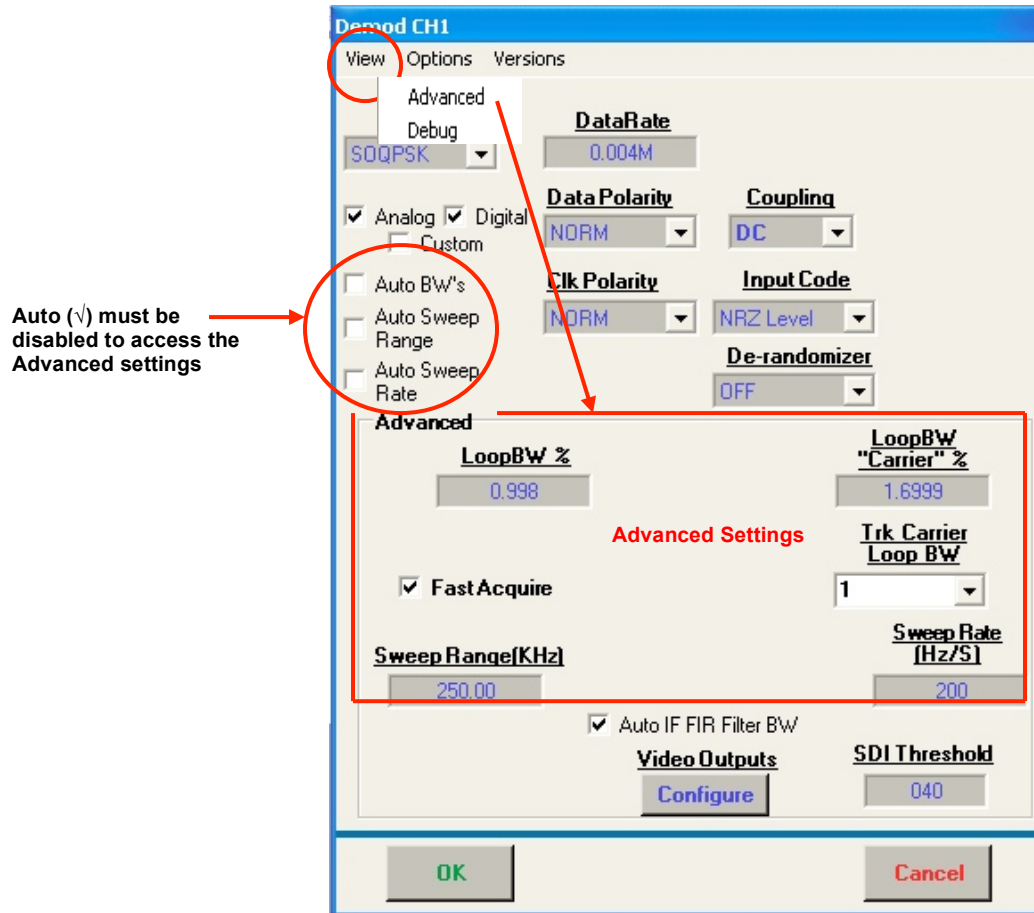 Demod CH1
View Options Versions
Advanced
Debug
SOQPSK
DataRate
0.004M
Analog Digital
Custom
Data Polarity
NORM
Coupling
DC
Auto BW's
Auto Sweep
Range
Auto Sweep
Rate
Clk Polarity
NORM
Input Code
NRZ Level
De-randomizer
OFF
Auto (√) must be
disabled to access the
Advanced settings
Advanced
LoopBW %
0.998
LoopBW
"Carrier" %
1.6999
Advanced Settings
Trk Carrier
Loop BW
1
Fast Acquire
Sweep Range(KHz)
250.00
Sweep Rate
(Hz/S)
200
Auto IF FIR Filter BW
Video Outputs
Configure
SDI Threshold
040
OK
Cancel